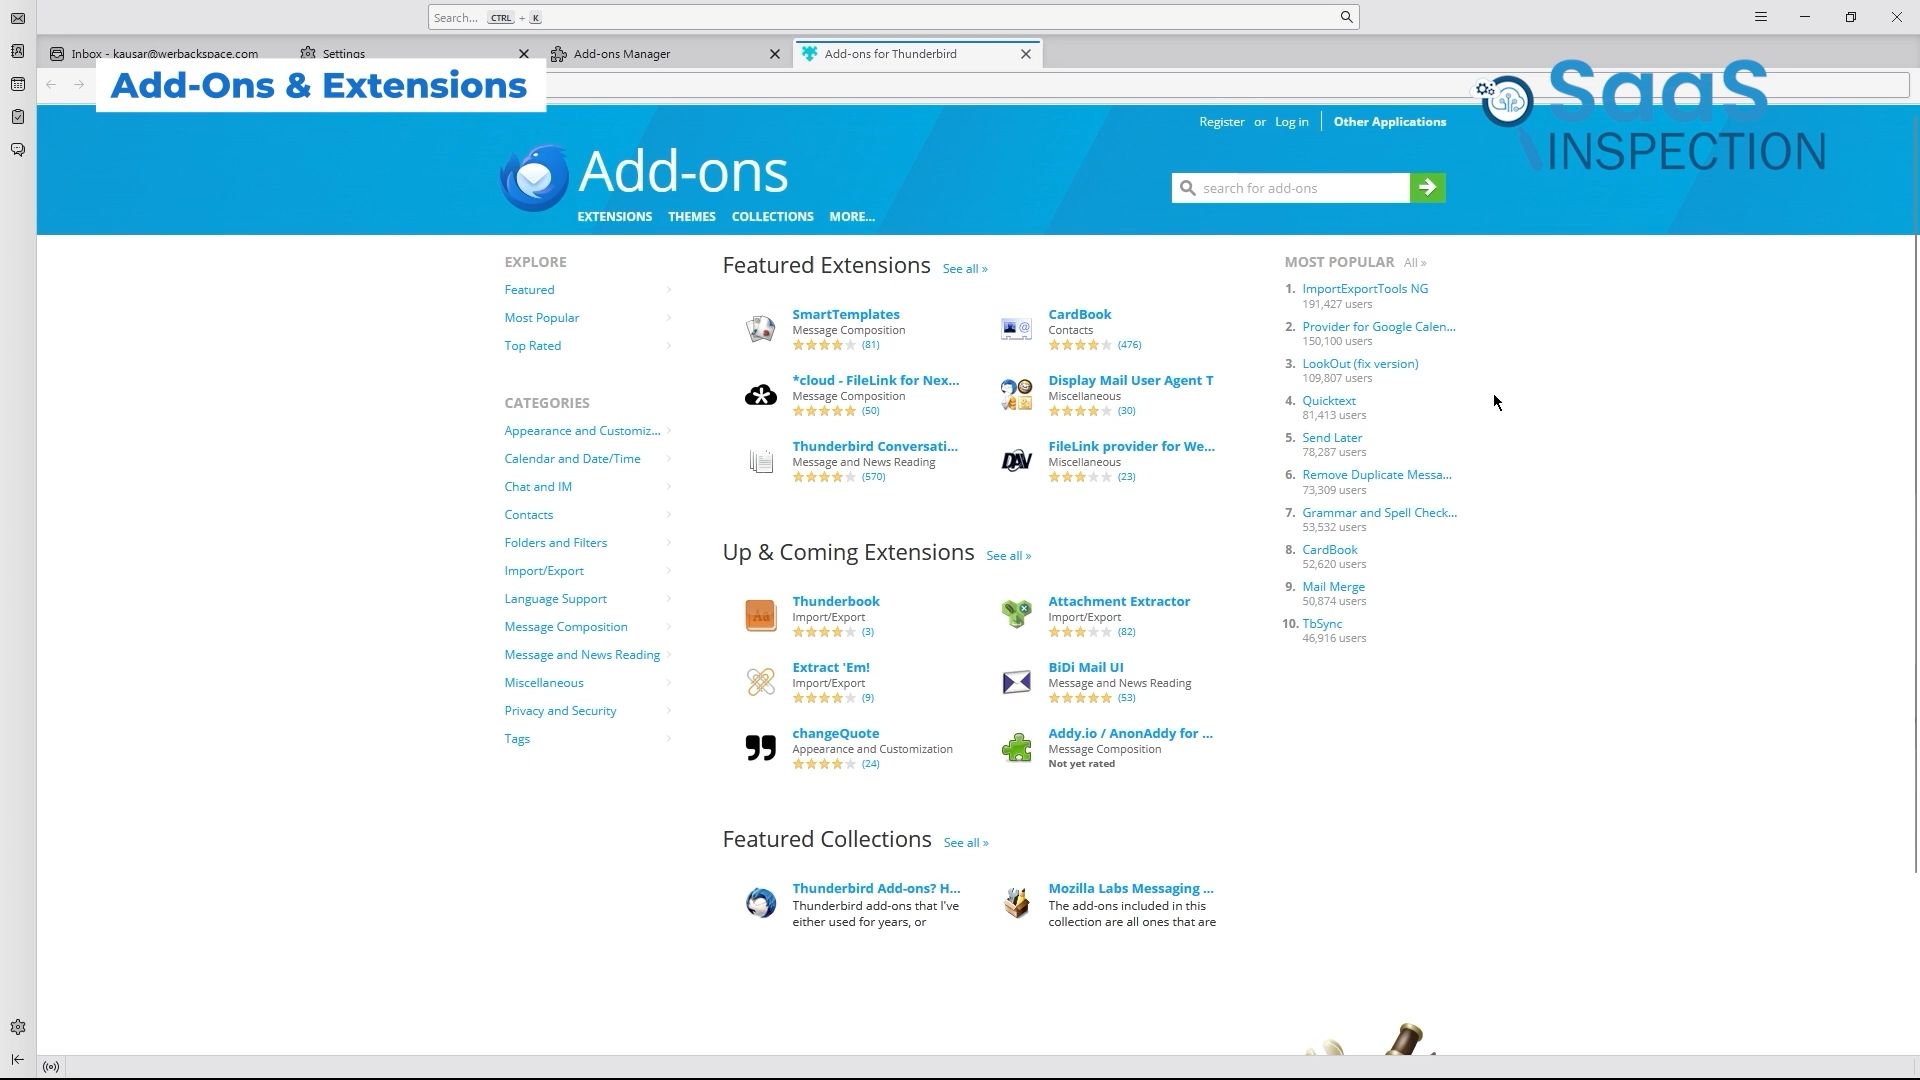 Search... CTRL + K
Inbox - kausar@werbackspace.com
Settings
Add-ons Manager
Add-ons for Thunderbird
Add-Ons & Extensions
SaaS
INSPECTION
Register or Log in Other Applications
Add-ons
search for add-ons
EXTENSIONS THEMES COLLECTIONS MORE...
EXPLORE
Featured
Most Popular
Top Rated
CATEGORIES
Appearance and Customiz...
Calendar and Date/Time
Chat and IM
Contacts
Folders and Filters
Import/Export
Language Support
Message Composition
Message and News Reading
Miscellaneous
Privacy and Security
Tags
Featured Extensions See all »
SmartTemplates
Message Composition
(81)
CardBook
Contacts
(476)
*cloud - FileLink for Nex...
Message Composition
(50)
Display Mail User Agent T
Miscellaneous
(30)
Thunderbird Conversati...
Message and News Reading
(570)
DAV
FileLink provider for We...
Miscellaneous
(23)
Up & Coming Extensions See all »
Aa
Thunderbook
Import/Export
(3)
Attachment Extractor
Import/Export
(82)
Extract 'Em!
Import/Export
(9)
BiDi Mail UI
Message and News Reading
(53)
changeQuote
Appearance and Customization
(24)
Addy.io / AnonAddy for ...
Message Composition
Not yet rated
Featured Collections See all »
Thunderbird Add-ons? H...
Thunderbird add-ons that I've
either used for years, or
Mozilla Labs Messaging ...
The add-ons included in this
collection are all ones that are
MOST POPULAR All »
1. ImportExportTools NG
191,427 users
2. Provider for Google Calen...
150,100 users
3. LookOut (fix version)
109,807 users
4. Quicktext
81,413 users
5. Send Later
78,287 users
6. Remove Duplicate Messa...
73,309 users
7. Grammar and Spell Check...
53,532 users
8. CardBook
52,620 users
9. Mail Merge
50,874 users
10. TbSync
46,916 users